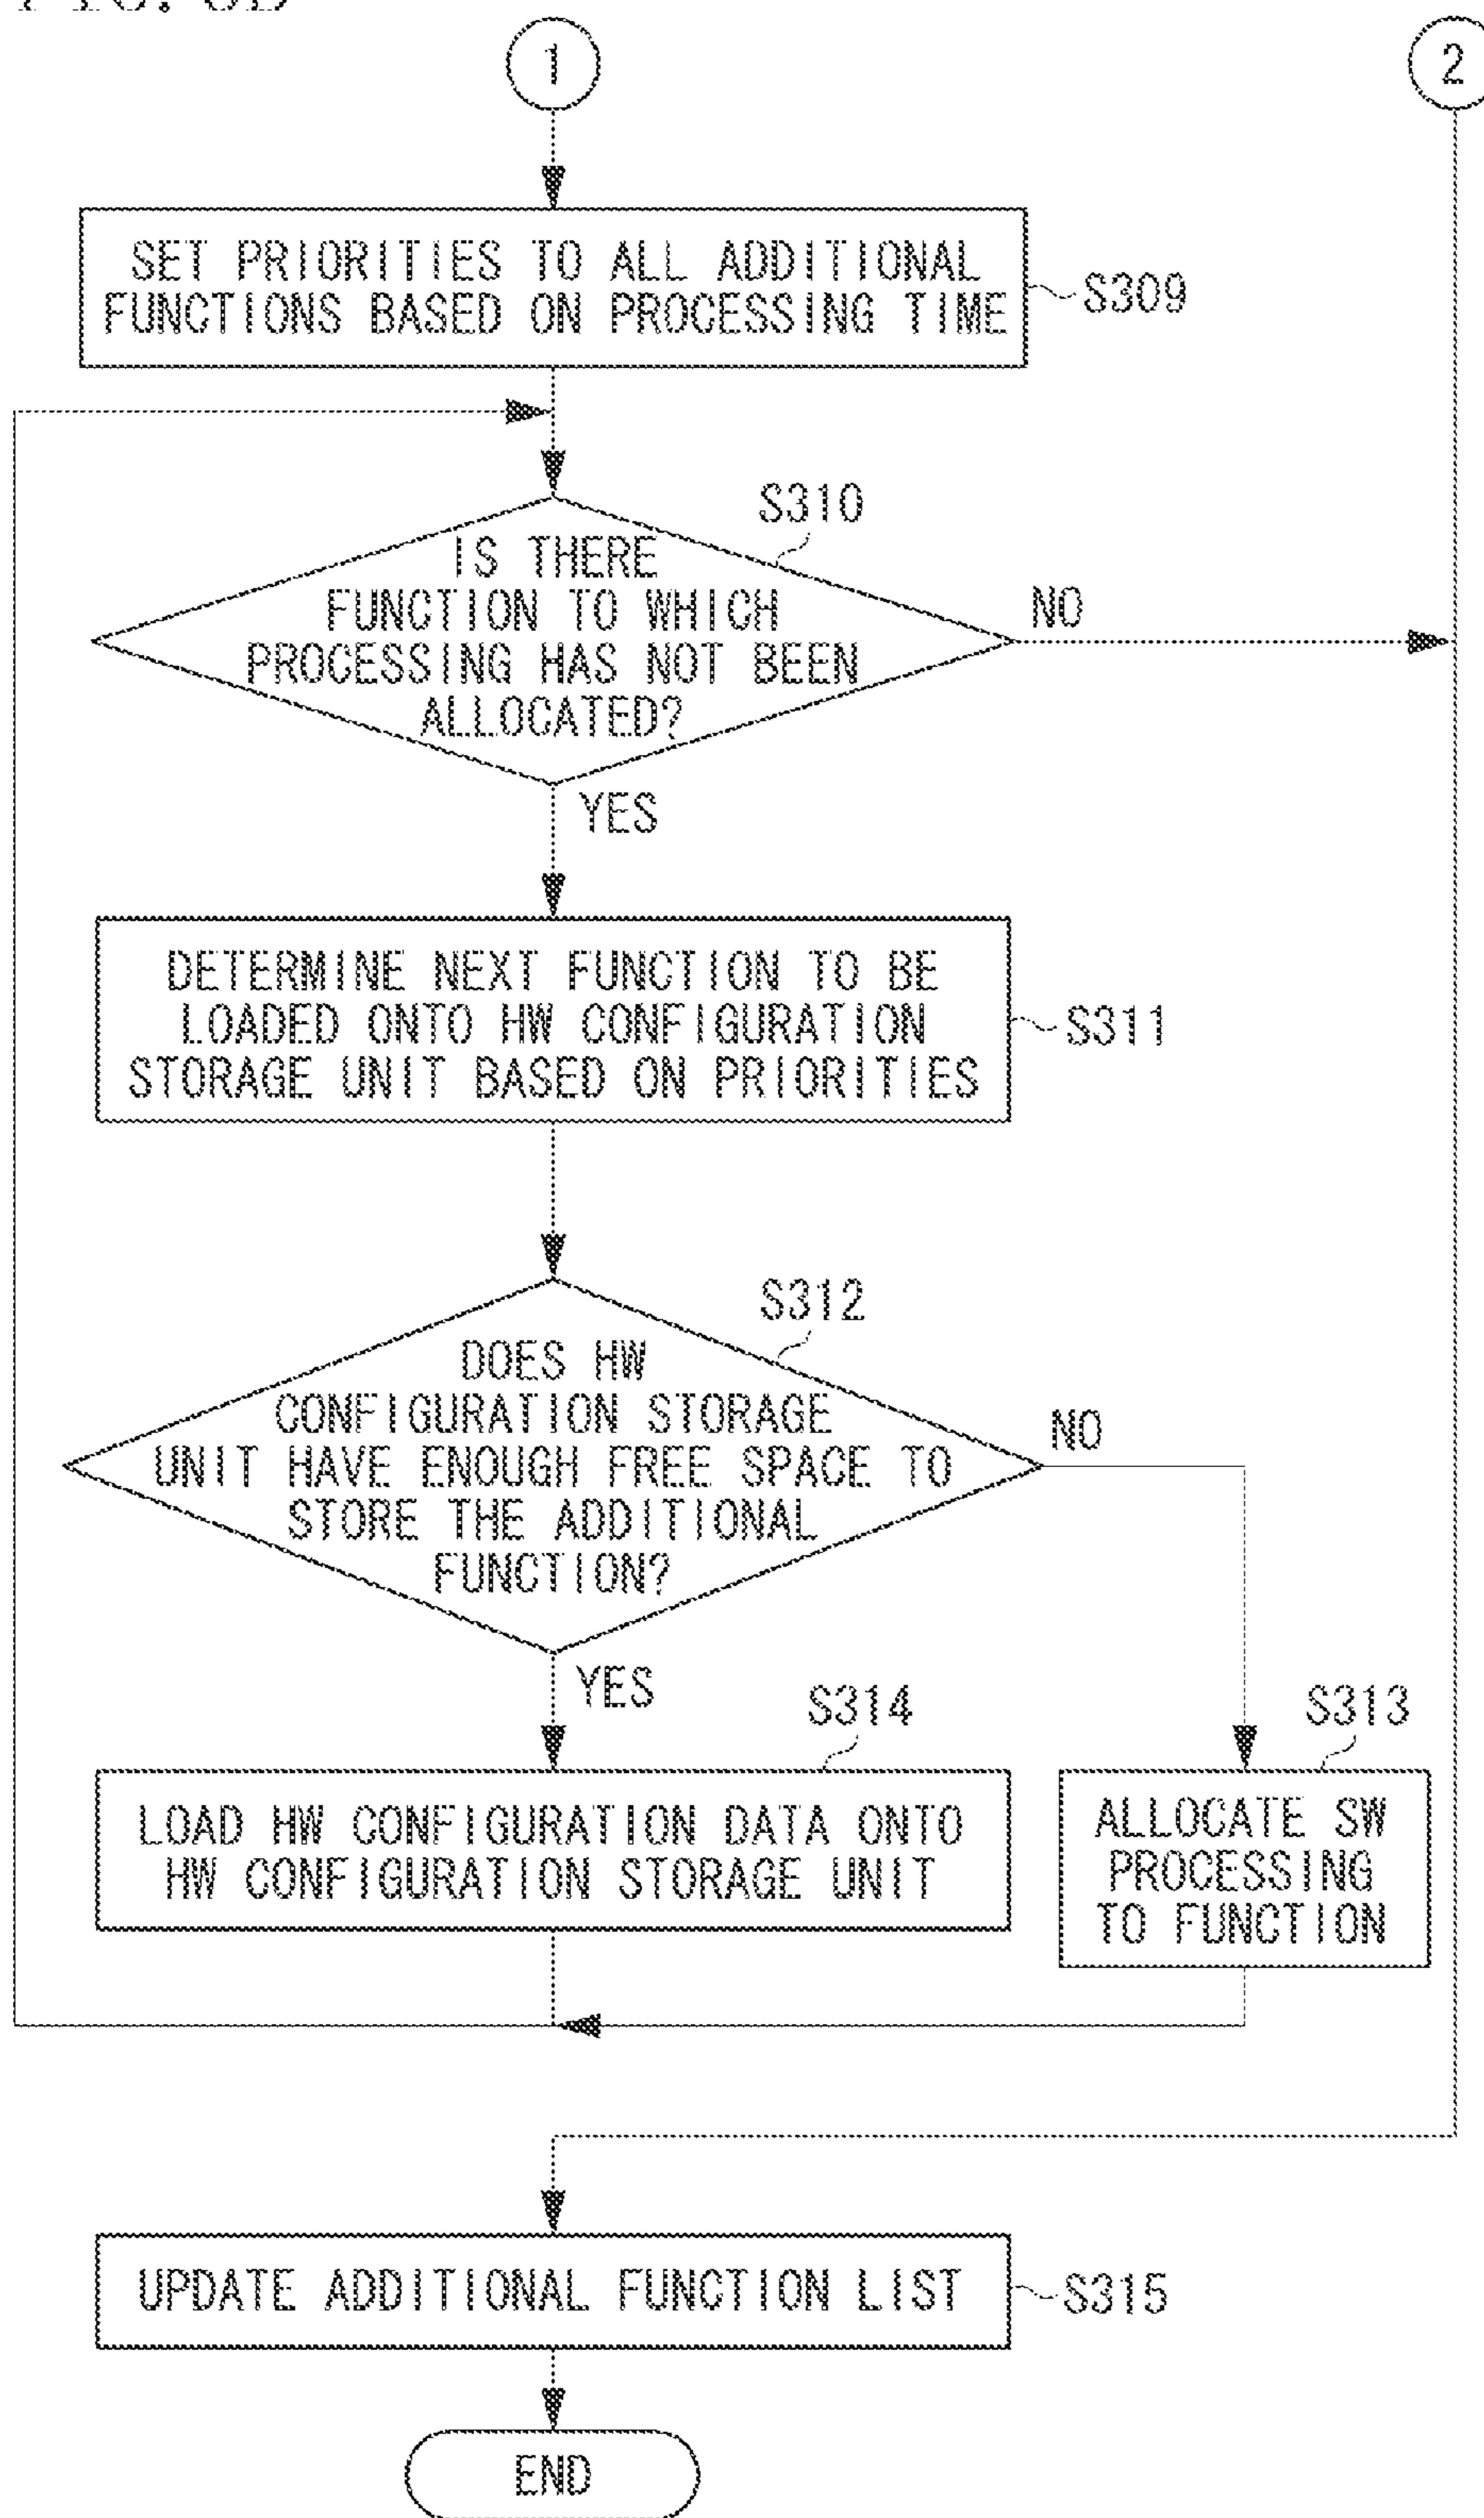 1
2
SET PRIORITIES TO ALL ADDITIONAL
FUNCTIONS BASED ON PROCESSING TIME
S309
S310
IS THERE
FUNCTION TO WHICH
PROCESSING HAS NOT BEEN
ALLOCATED?
NO
YES
DETERMINE NEXT FUNCTION TO BE
LOADED ONTO HW CONFIGURATION
STORAGE UNIT BASED ON PRIORITIES
S311
S312
DOES HW
CONFIGURATION STORAGE
UNIT HAVE ENOUGH FREE SPACE TO
STORE THE ADDITIONAL
FUNCTION?
NO
YES
S314
S313
LOAD HW CONFIGURATION DATA ONTO
HW CONFIGURATION STORAGE UNIT
ALLOCATE SW
PROCESSING
TO FUNCTION
UPDATE ADDITIONAL FUNCTION LIST
S315
END